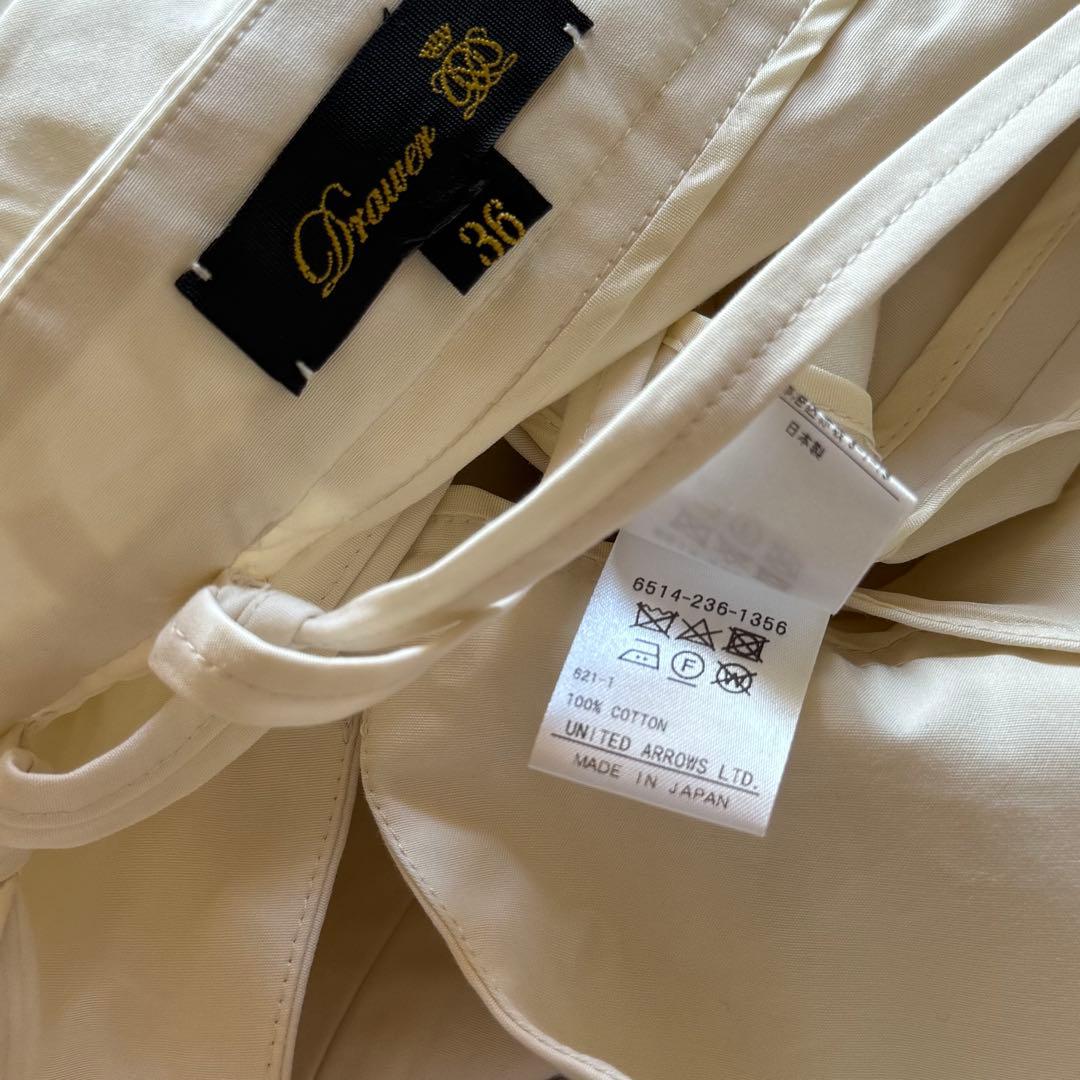 Drawer
36
日本製
6514-236-1356
F
W
621-1
100% COTTON
UNITED ARROWS LTD.
MADE IN JAPAN